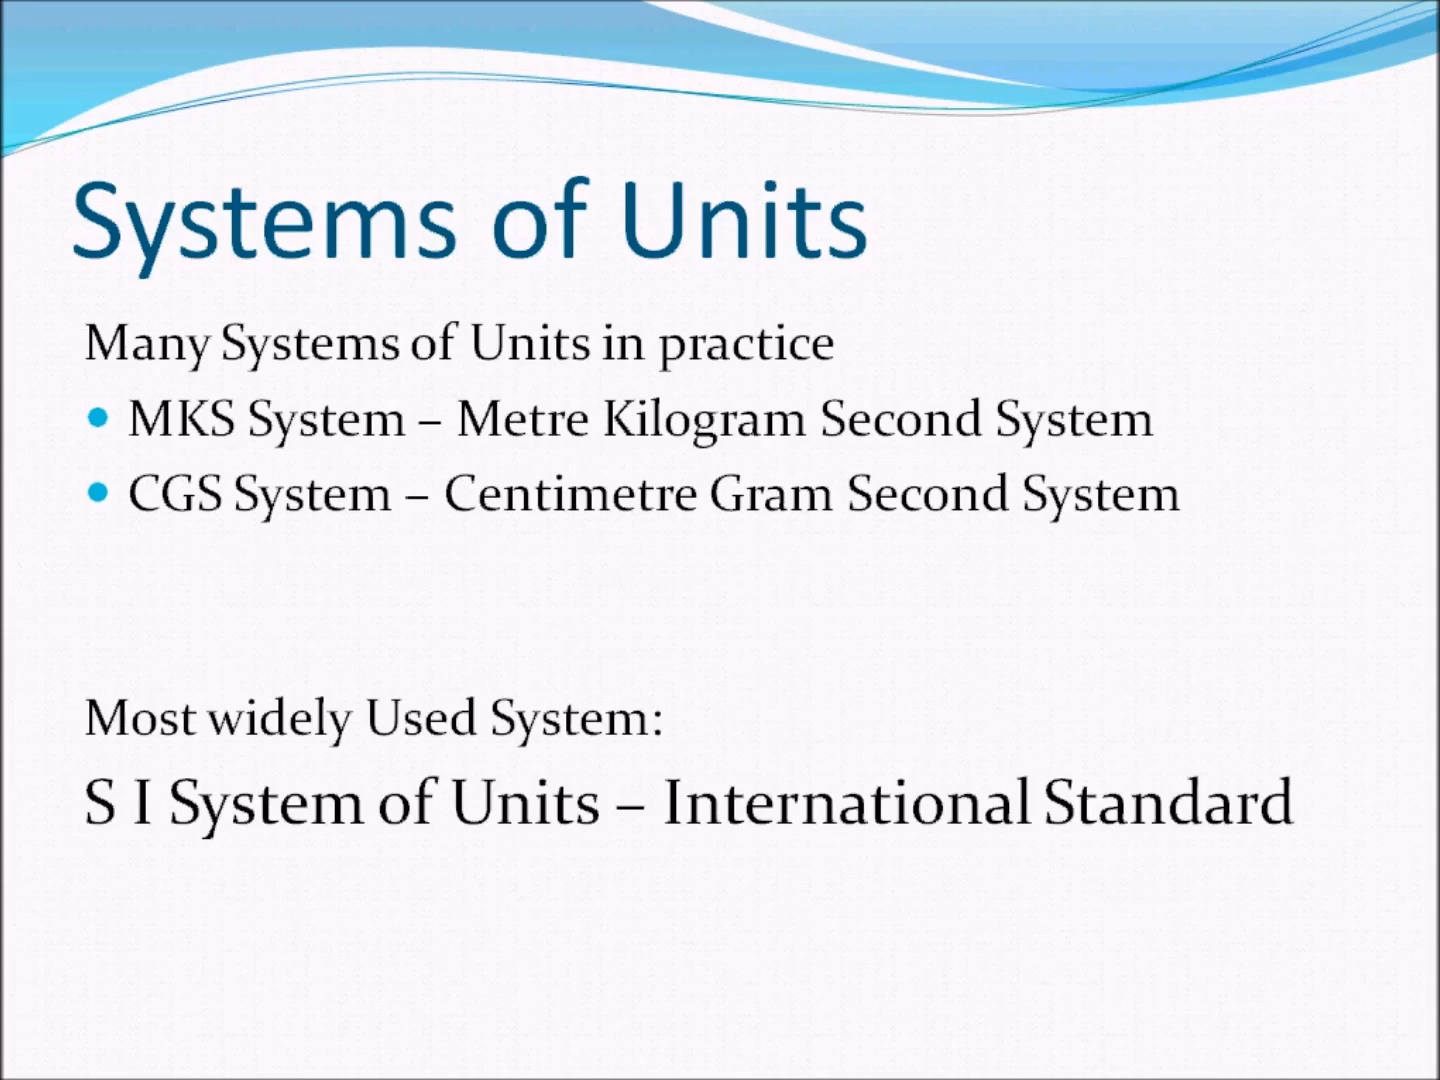 Systems of Units
Many Systems of Units in practice
• MKS System – Metre Kilogram Second System
• CGS System – Centimetre Gram Second System
Most widely Used System:
S I System of Units – International Standard